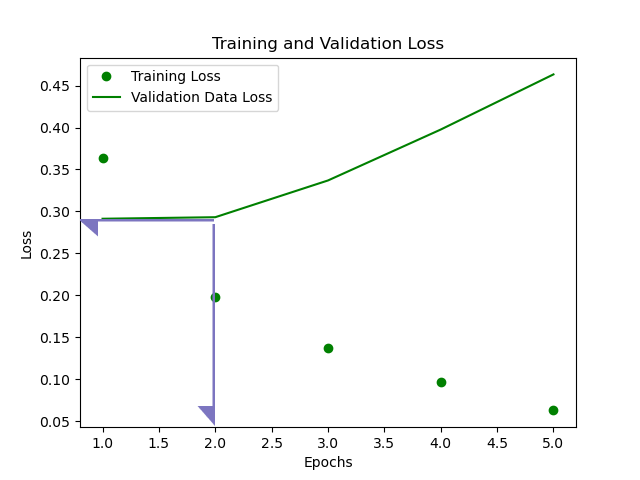 Training and Validation Loss
Training Loss
Validation Data Loss
0.45
0.40
0.35
0.30
0.25
0.20
0.15
0.10
0.05
Loss
1.0 1.5 2.0 2.5 3.0 3.5 4.0 4.5 5.0
Epochs